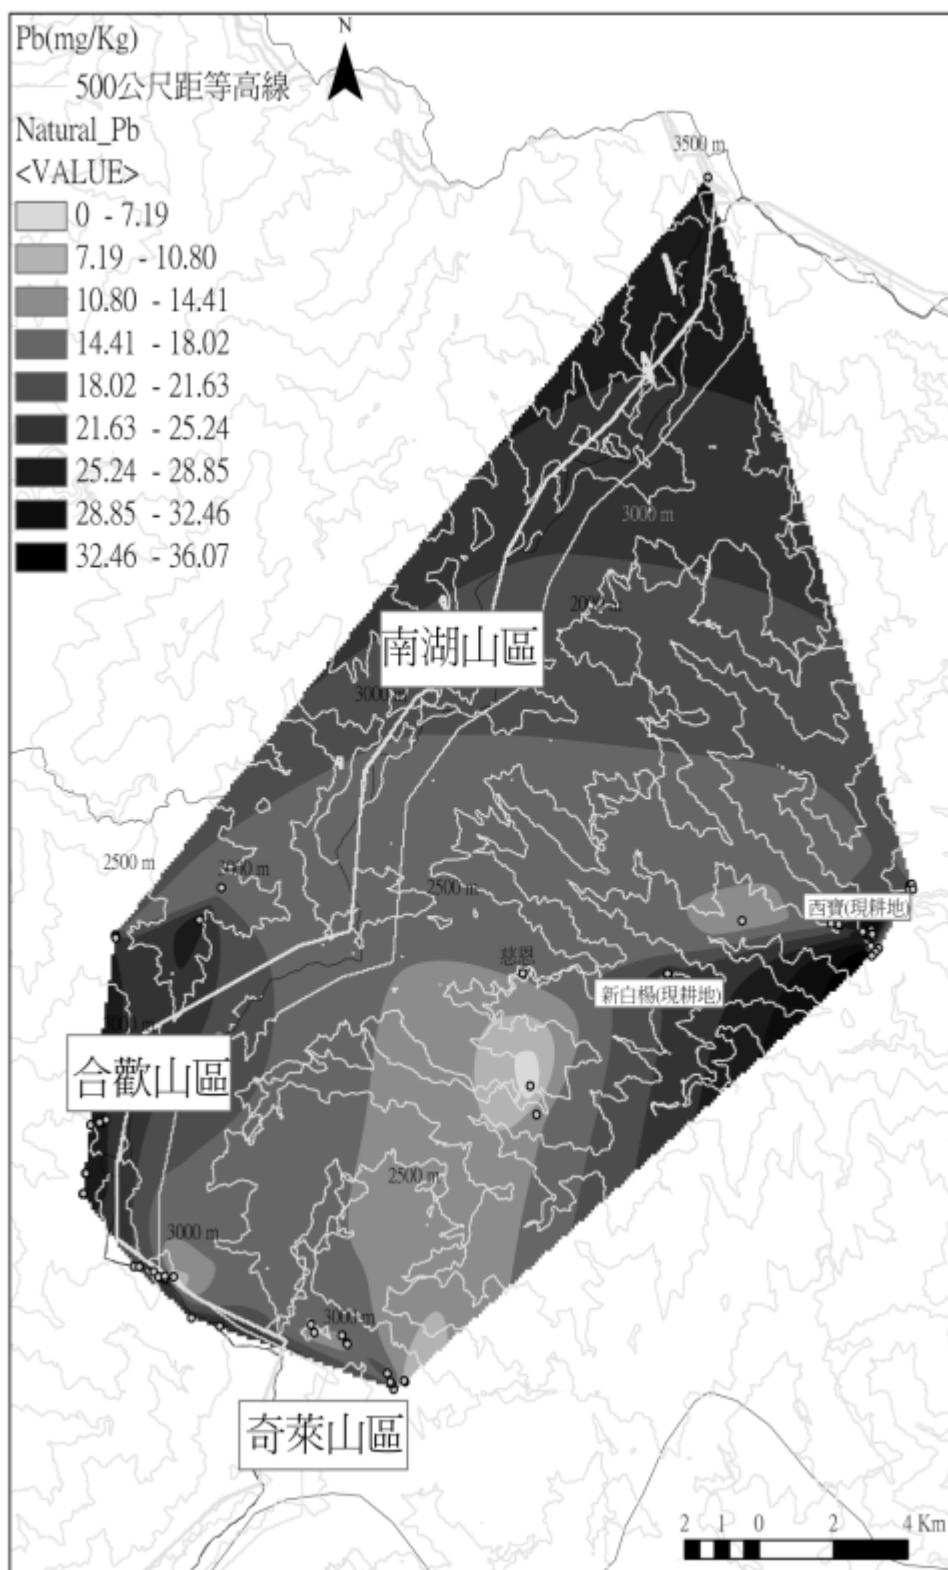 Pb(mg/Kg)
500公尺距等高線
Natural_Pb
<VALUE>
0 - 7.19
7.19 - 10.80
10.80 - 14.41
14.41 - 18.02
18.02 - 21.63
21.63 - 25.24
25.24 - 28.85
28.85 - 32.46
32.46 - 36.07
N
3500 m
3000 m
2000 m
南湖山區
3000 m
2500 m
3000 m
2500 m
西寶(現耕地)
慈恩
新白楊(現耕地)
3000 m
合歡山區
2500 m
3000 m
3000 m
奇萊山區
2 1 0 2 4 Km